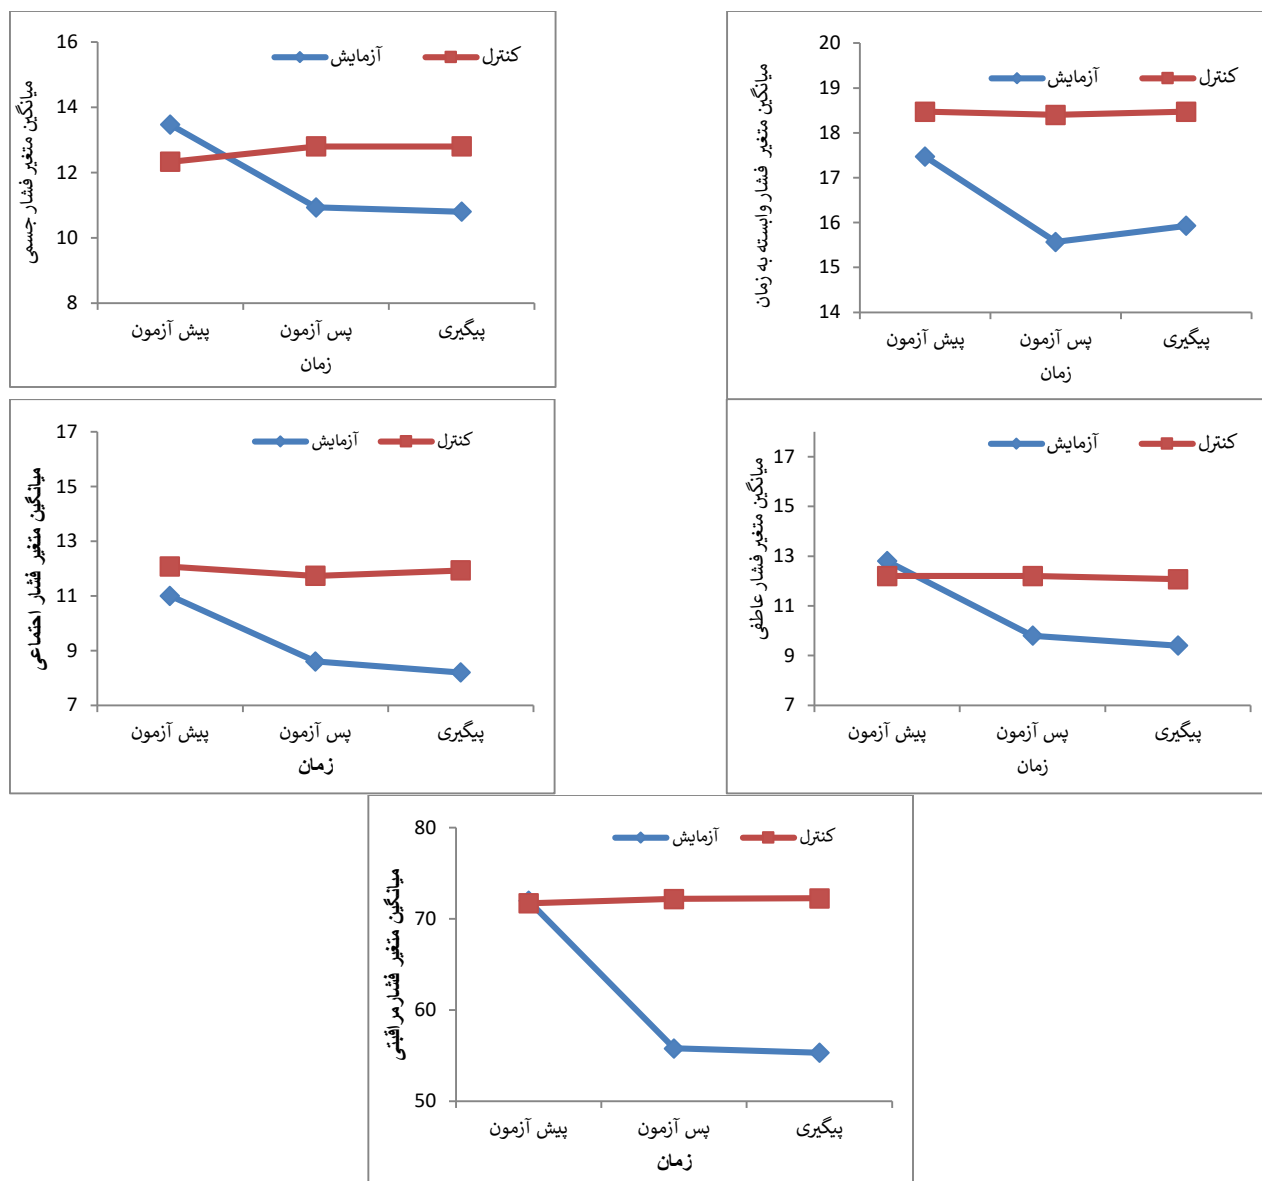 میانگین متغیر فشار جسمی
آزمایش کنترل
16
14
12
10
8
پیش آزمون پس آزمون پیگیری
زمان
میانگین متغیر فشار وابسته به زمان
آزمایش کنترل
20
19
18
17
16
15
14
پیش آزمون پس آزمون پیگیری
زمان
میانگین متغیر فشار اجتماعی
آزمایش کنترل
17
15
13
11
9
7
پیش آزمون پس آزمون پیگیری
زمان
میانگین متغیر فشار عاطفی
آزمایش کنترل
17
15
13
11
9
7
پیش آزمون پس آزمون پیگیری
زمان
میانگین متغیر فشارمراقبتی
آزمایش کنترل
80
70
60
50
پیش آزمون پس آزمون پیگیری
زمان